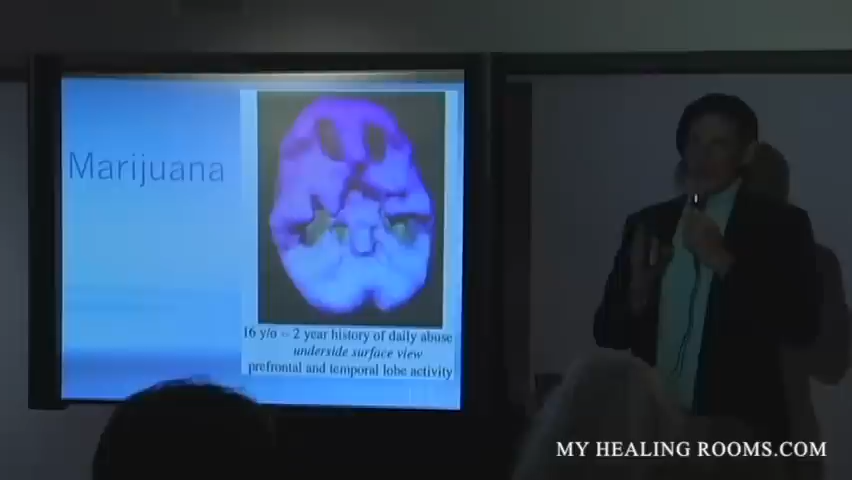 Marijuana
16 y/o – 2 year history of daily abuse
underside surface view
prefrontal and temporal lobe activity
MY HEALING ROOMS.COM